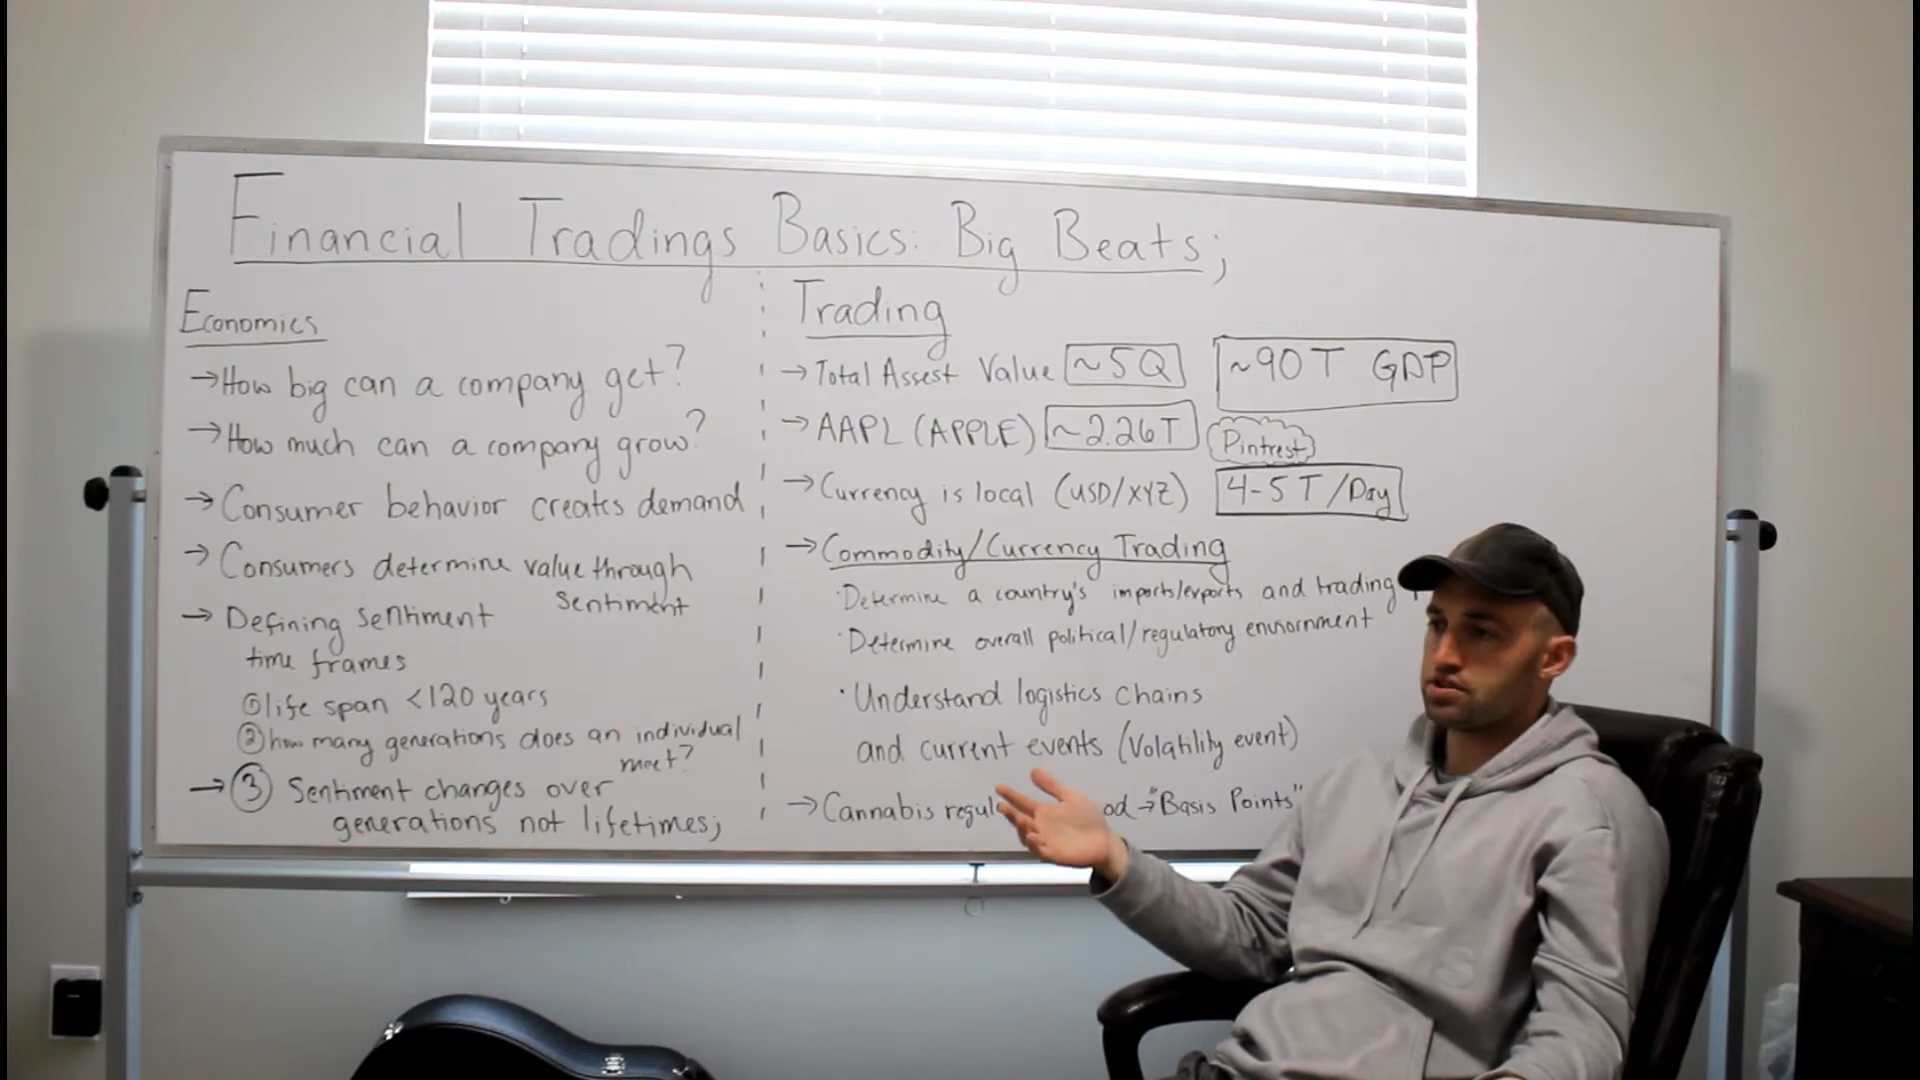 Financial Tradings Basics: Big Beats;
Economics
→How big can a company get?
→How much can a company grow?
→Consumer behavior creates demand
→Consumers determine value through
sentiment
→Defining sentiment
time frames
①life span <120 years
②how many generations does an individual
meet?
→③ Sentiment changes over
generations not lifetimes;
Trading
→Total Assest Value ~5Q ~90T GDP
→AAPL (APPLE) ~2.26T Pintrest
→Currency is local (USD/XYZ) 4-5T/Day
→Commodity/Currency Trading
·Determine a country's imports/exports and trading
·Determine overall political/regulatory enviornment
·Understand logistics chains
and current events (Volatility event)
→Cannabis →"Basis Points"